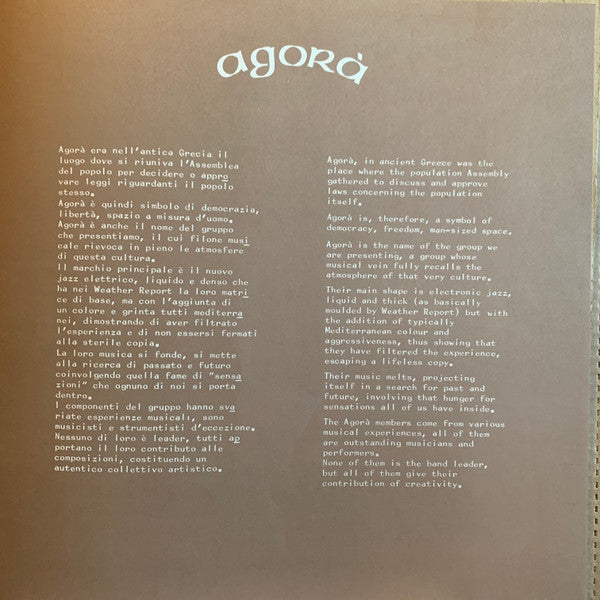 agorà
Agorà era nell'antica Grecia il
luogo dove si riuniva l'Assemblea
del popolo per decidere o appro
vare leggi riguardanti il popolo
stesso.
Agorà è quindi simbolo di democrazia,
libertà, spazio a misura d'uomo.
Agorà è anche il nome del gruppo
che presentiamo, il cui filone musi
cale rievoca in pieno le atmosfere
di questa cultura.
Il marchio principale è il nuovo
jazz elettrico, liquido e denso che
ha nei Weather Report la loro matri
ce di base, ma con l'aggiunta di
un colore e grinta tutti mediterra
nei, dimostrando di aver filtrato
l'esperienza e di non essersi fermati
alla sterile copia.
La loro musica si fonde, si mette
alla ricerca di passato e futuro
coinvolgendo quella fame di "sensa
zioni" che ognuno di noi si porta
dentro.
I componenti del gruppo hanno sva
riate esperienze musicali, sono
musicisti e strumentisti d'eccezione.
Nessuno di loro è leader, tutti ap
portano il loro contributo alle
composizioni, costituendo un
autentico collettivo artistico.
Agorà, in ancient Greece was the
place where the population Assembly
gathered to discuss and approve
laws concerning the population
itself.
Agorà is, therefore, a symbol of
democracy, freedom, man-sized space.
Agorà is the name of the group we
are presenting, a group whose
musical vein fully recalls the
atmosphere of that very culture.
Their main shape is electronic jazz,
liquid and thick (as basically
moulded by Weather Report) but with
the addition of typically
Mediterranean colour and
aggressiveness, thus showing that
they have filtered the experience,
escaping a lifeless copy.
Their music melts, projecting
itself in a search for past and
future, involving that hunger for
sensations all of us have inside.
The Agorà members come from various
musical experiences, all of them
are outstanding musicians and
performers.
None of them is the band leader,
but all of them give their
contribution of creativity.